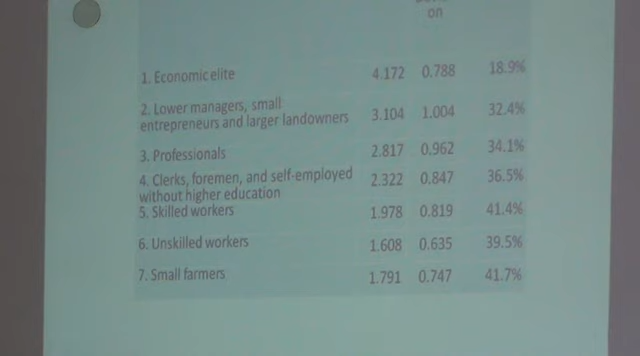 on
1. Economic elite 4.172 0.788 18.9%
2. Lower managers, small
entrepreneurs and larger landowners 3.104 1.004 32.4%
3. Professionals 2.817 0.962 34.1%
4. Clerks, foremen, and self-employed
without higher education 2.322 0.847 36.5%
5. Skilled workers 1.978 0.819 41.4%
6. Unskilled workers 1.608 0.635 39.5%
7. Small farmers 1.791 0.747 41.7%